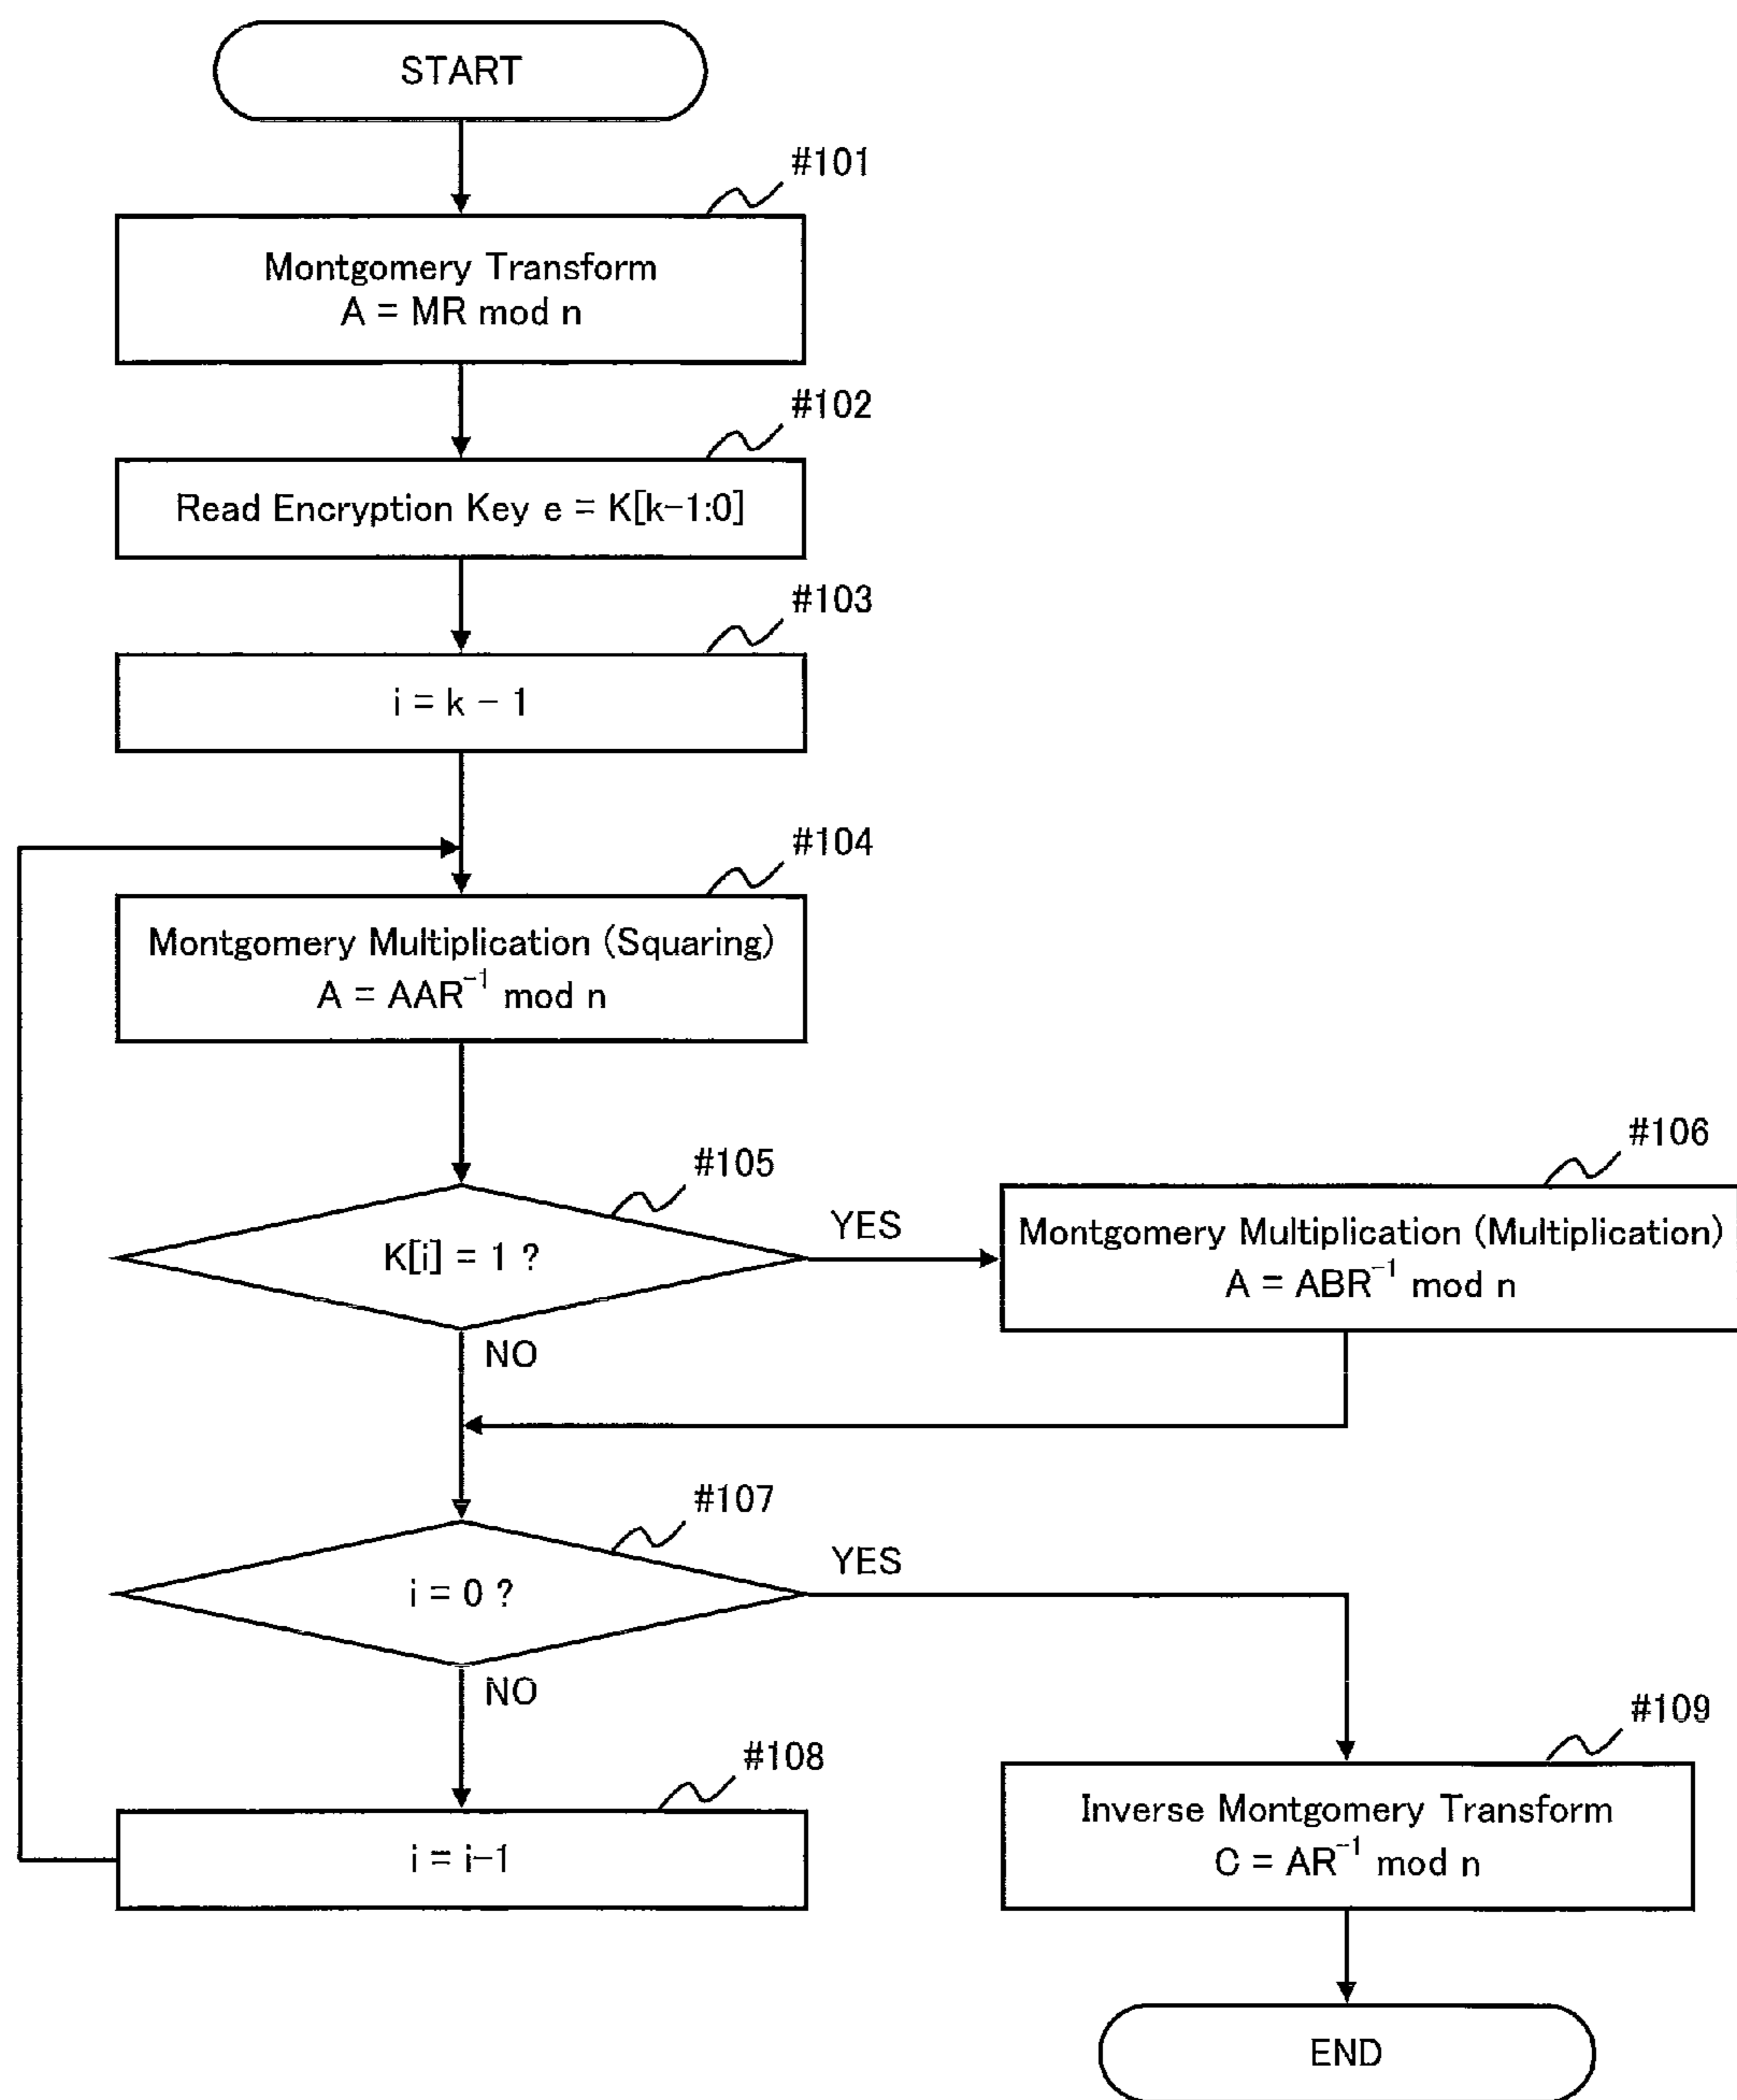 START
#101
Montgomery Transform
A = MR mod n
#102
Read Encryption Key e = K[k-1:0]
#103
i = k - 1
#104
Montgomery Multiplication (Squaring)
A = AAR⁻¹ mod n
#105
K[i] = 1 ?
YES
NO
#106
Montgomery Multiplication (Multiplication)
A = ABR⁻¹ mod n
#107
i = 0 ?
YES
NO
#108
i = i-1
#109
Inverse Montgomery Transform
C = AR⁻¹ mod n
END